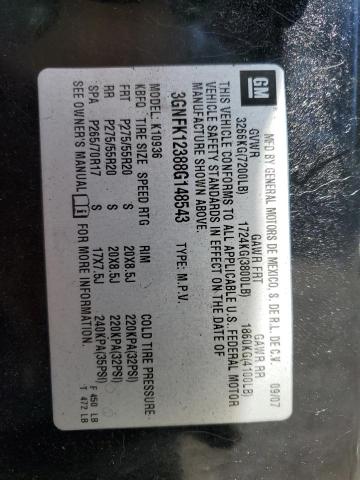 GM
MFD BY GENERAL MOTORS DE MEXICO, S. DE R.L. DE C.V. 09/07
GVWR GAWR FRT GAWR RR
3266KG(7200LB) 1724KG(3800LB) 1860KG(4100LB)
THIS VEHICLE CONFORMS TO ALL APPLICABLE U.S. FEDERAL MOTOR
VEHICLE SAFETY STANDARDS IN EFFECT ON THE DATE OF
MANUFACTURE SHOWN ABOVE.
3GNFK12388G148543 TYPE: M.P.V.
MODEL: K10936
KBFO TIRE SIZE SPEED RTG RIM COLD TIRE PRESSURE
FRT P275/55R20 S 20X8.5J 220KPA(32PSI)
RR P275/55R20 S 20X8.5J 220KPA(32PSI)
SPA P265/70R17 S 17X7.5J 240KPA(35PSI)
SEE OWNER'S MANUAL i FOR MORE INFORMATION.
F 450 LB
T 472 LB